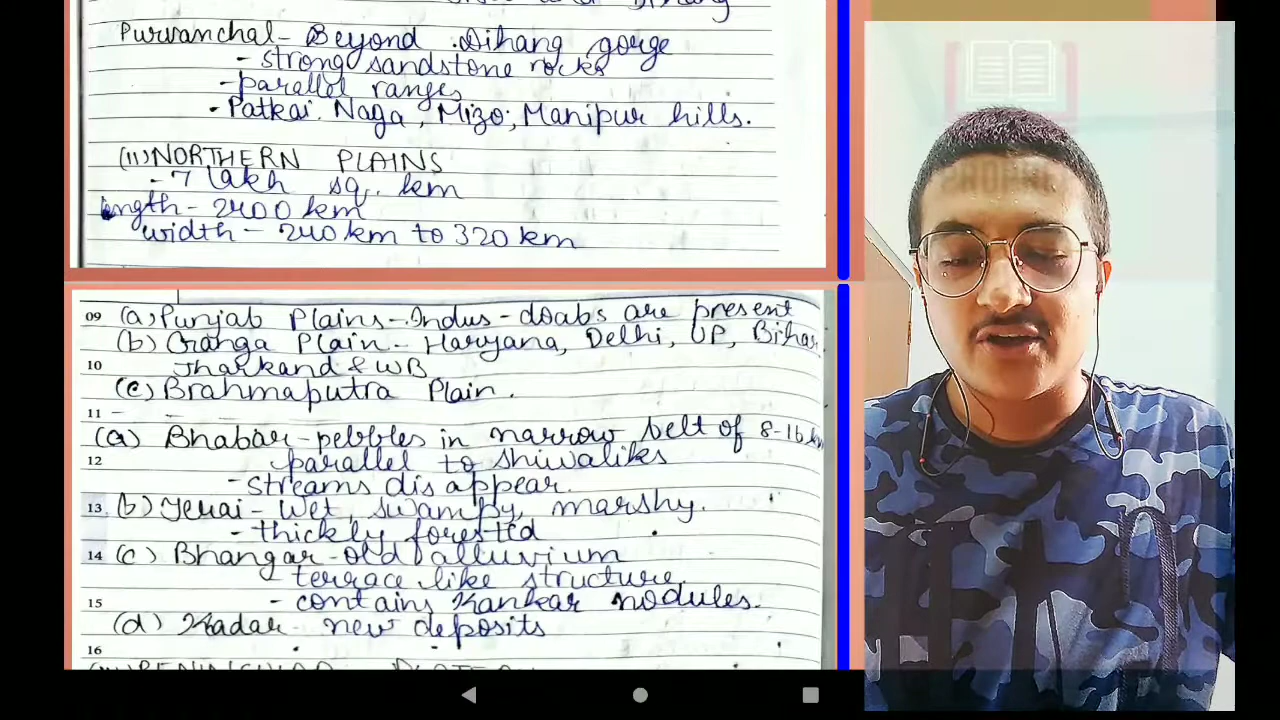 Purvanchal - Beyond Dihang gorge
- strong sandstone rocks
- parallel ranges
- Patkai, Naga, Mizo, Manipur hills.
(II) NORTHERN PLAINS
- 7 lakh sq. km
length - 2400 km
width - 240 km to 320 km
09 (a) Punjab Plains - Indus - doabs are present
(b) Ganga Plain - Haryana, Delhi, UP, Bihar,
10 Jharkand & WB
(c) Brahmaputra Plain.
11
(a) Bhabar - pebbles in narrow belt of 8-16 km
12 parallel to shiwaliks
- streams disappear.
13 (b) Terai - wet, swampy, marshy.
- thickly forested
14 (c) Bhangar - old alluvium
- terrace like structure
15 - contains Kankar nodules.
(d) Kadar - new deposits
16